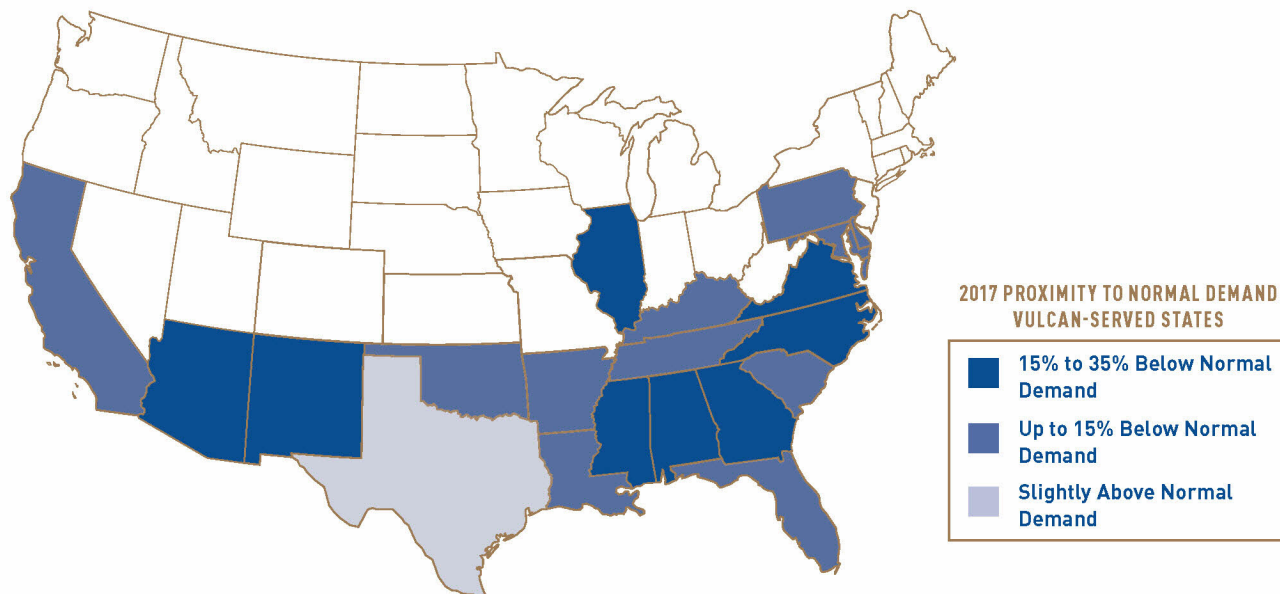 2017 PROXIMITY TO NORMAL DEMAND
VULCAN-SERVED STATES
15% to 35% Below Normal
Demand
Up to 15% Below Normal
Demand
Slightly Above Normal
Demand